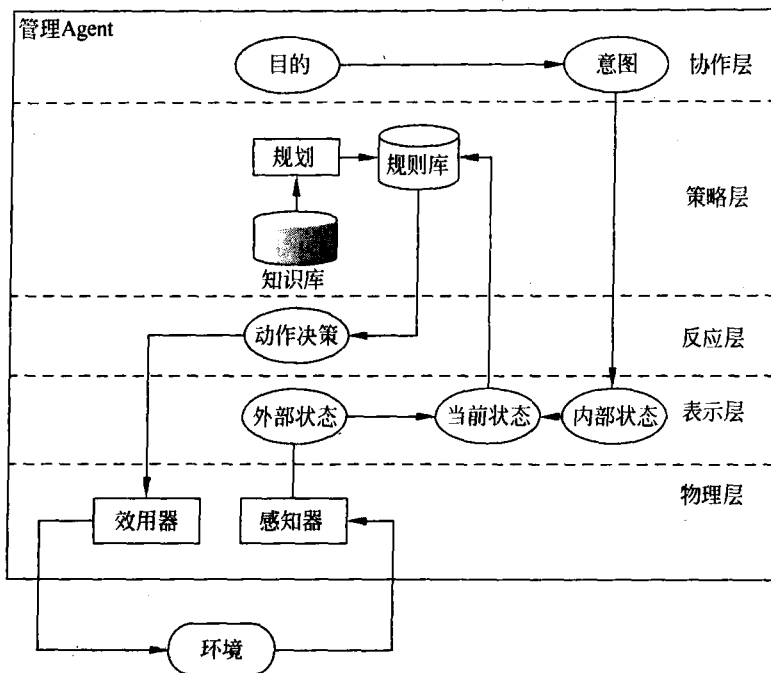 管理Agent
目的
意图
协作层
规划
规则库
策略层
知识库
动作决策
反应层
外部状态
当前状态
内部状态
表示层
物理层
效用器
感知器
环境